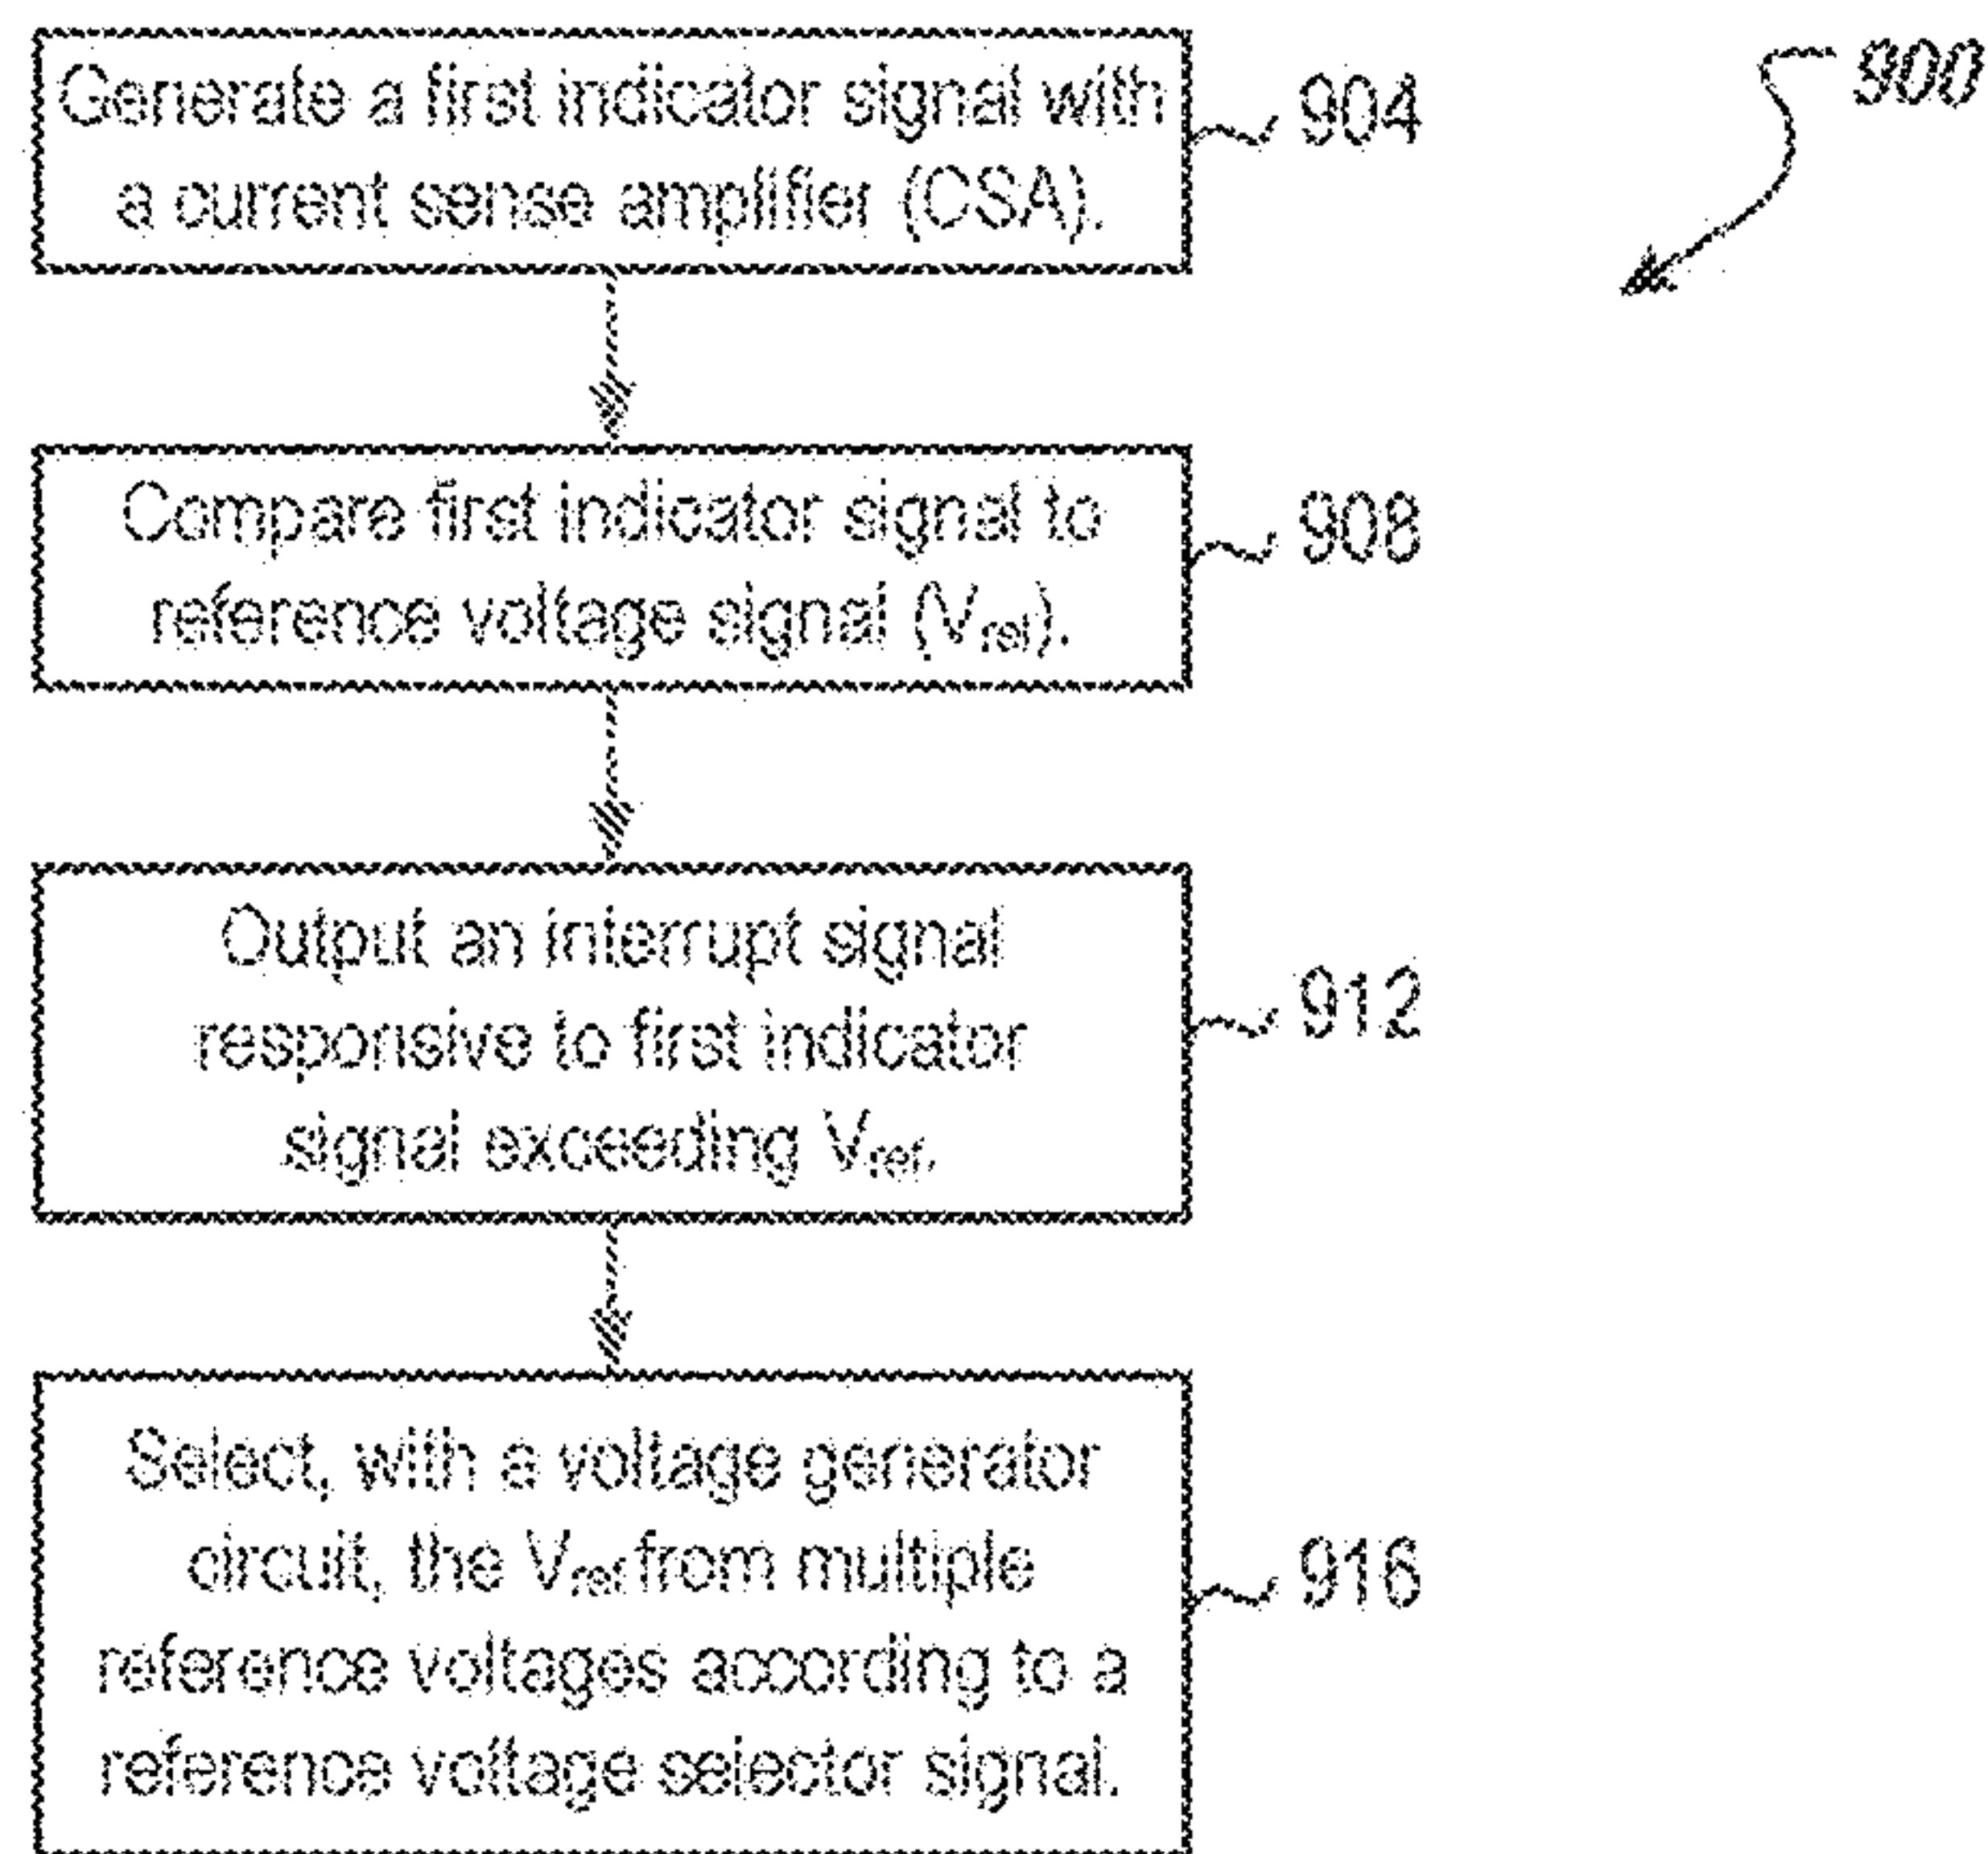 Generate a first indicator signal with
a current sense amplifier (CSA).
904
900
Compare first indicator signal to
reference voltage signal (Vref).
908
Output an interrupt signal
responsive to first indicator
signal exceeding Vref.
912
Select, with a voltage generator
circuit, the Vref from multiple
reference voltages according to a
reference voltage selector signal.
916